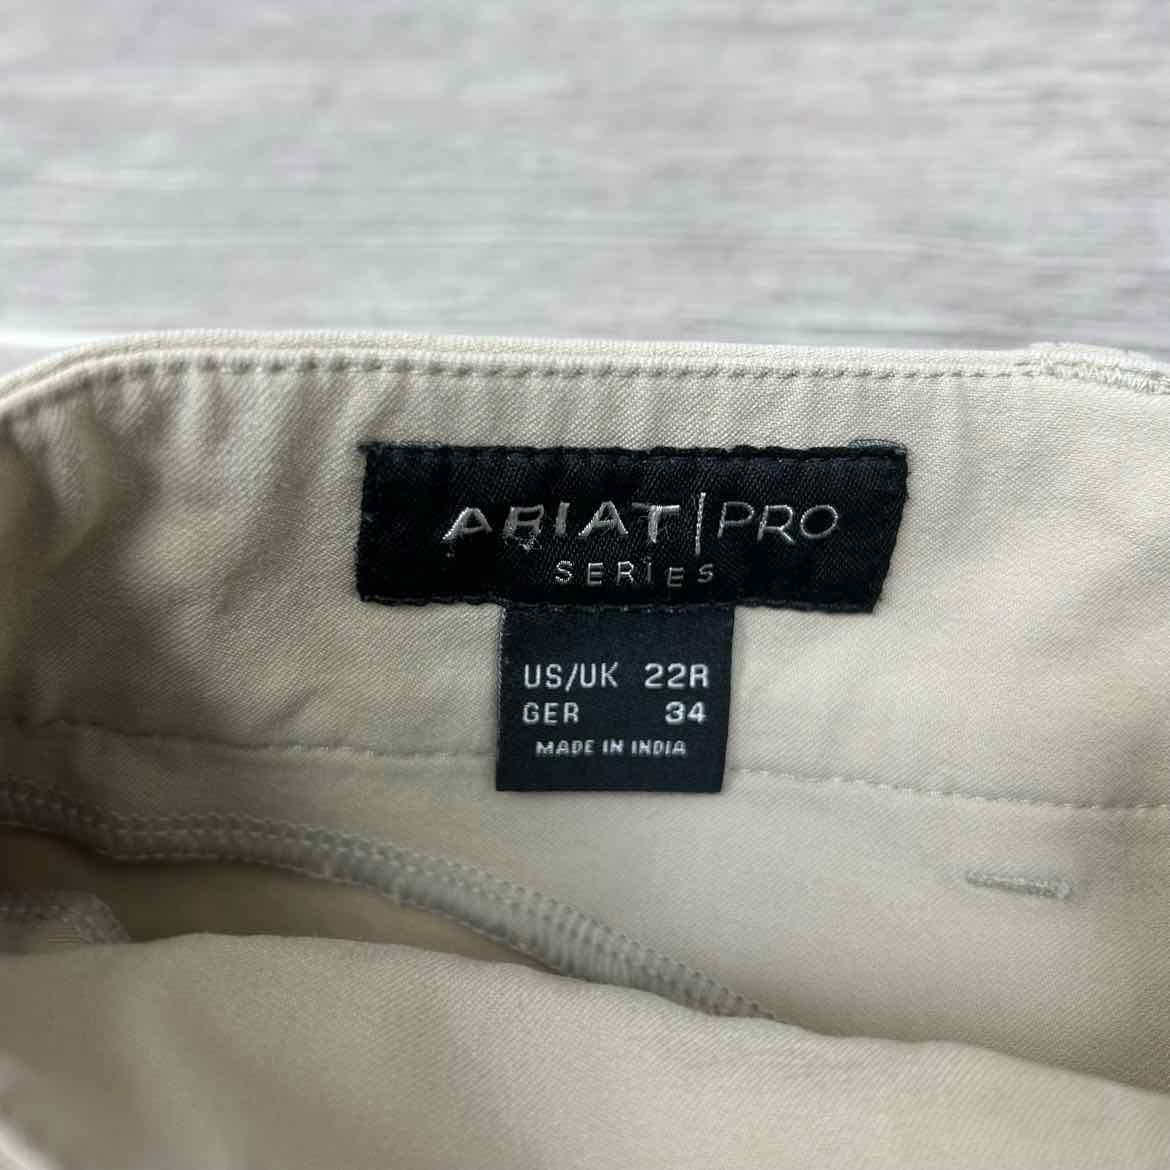 ARIAT | PRO
SERIES
US/UK 22R
GER 34
MADE IN INDIA